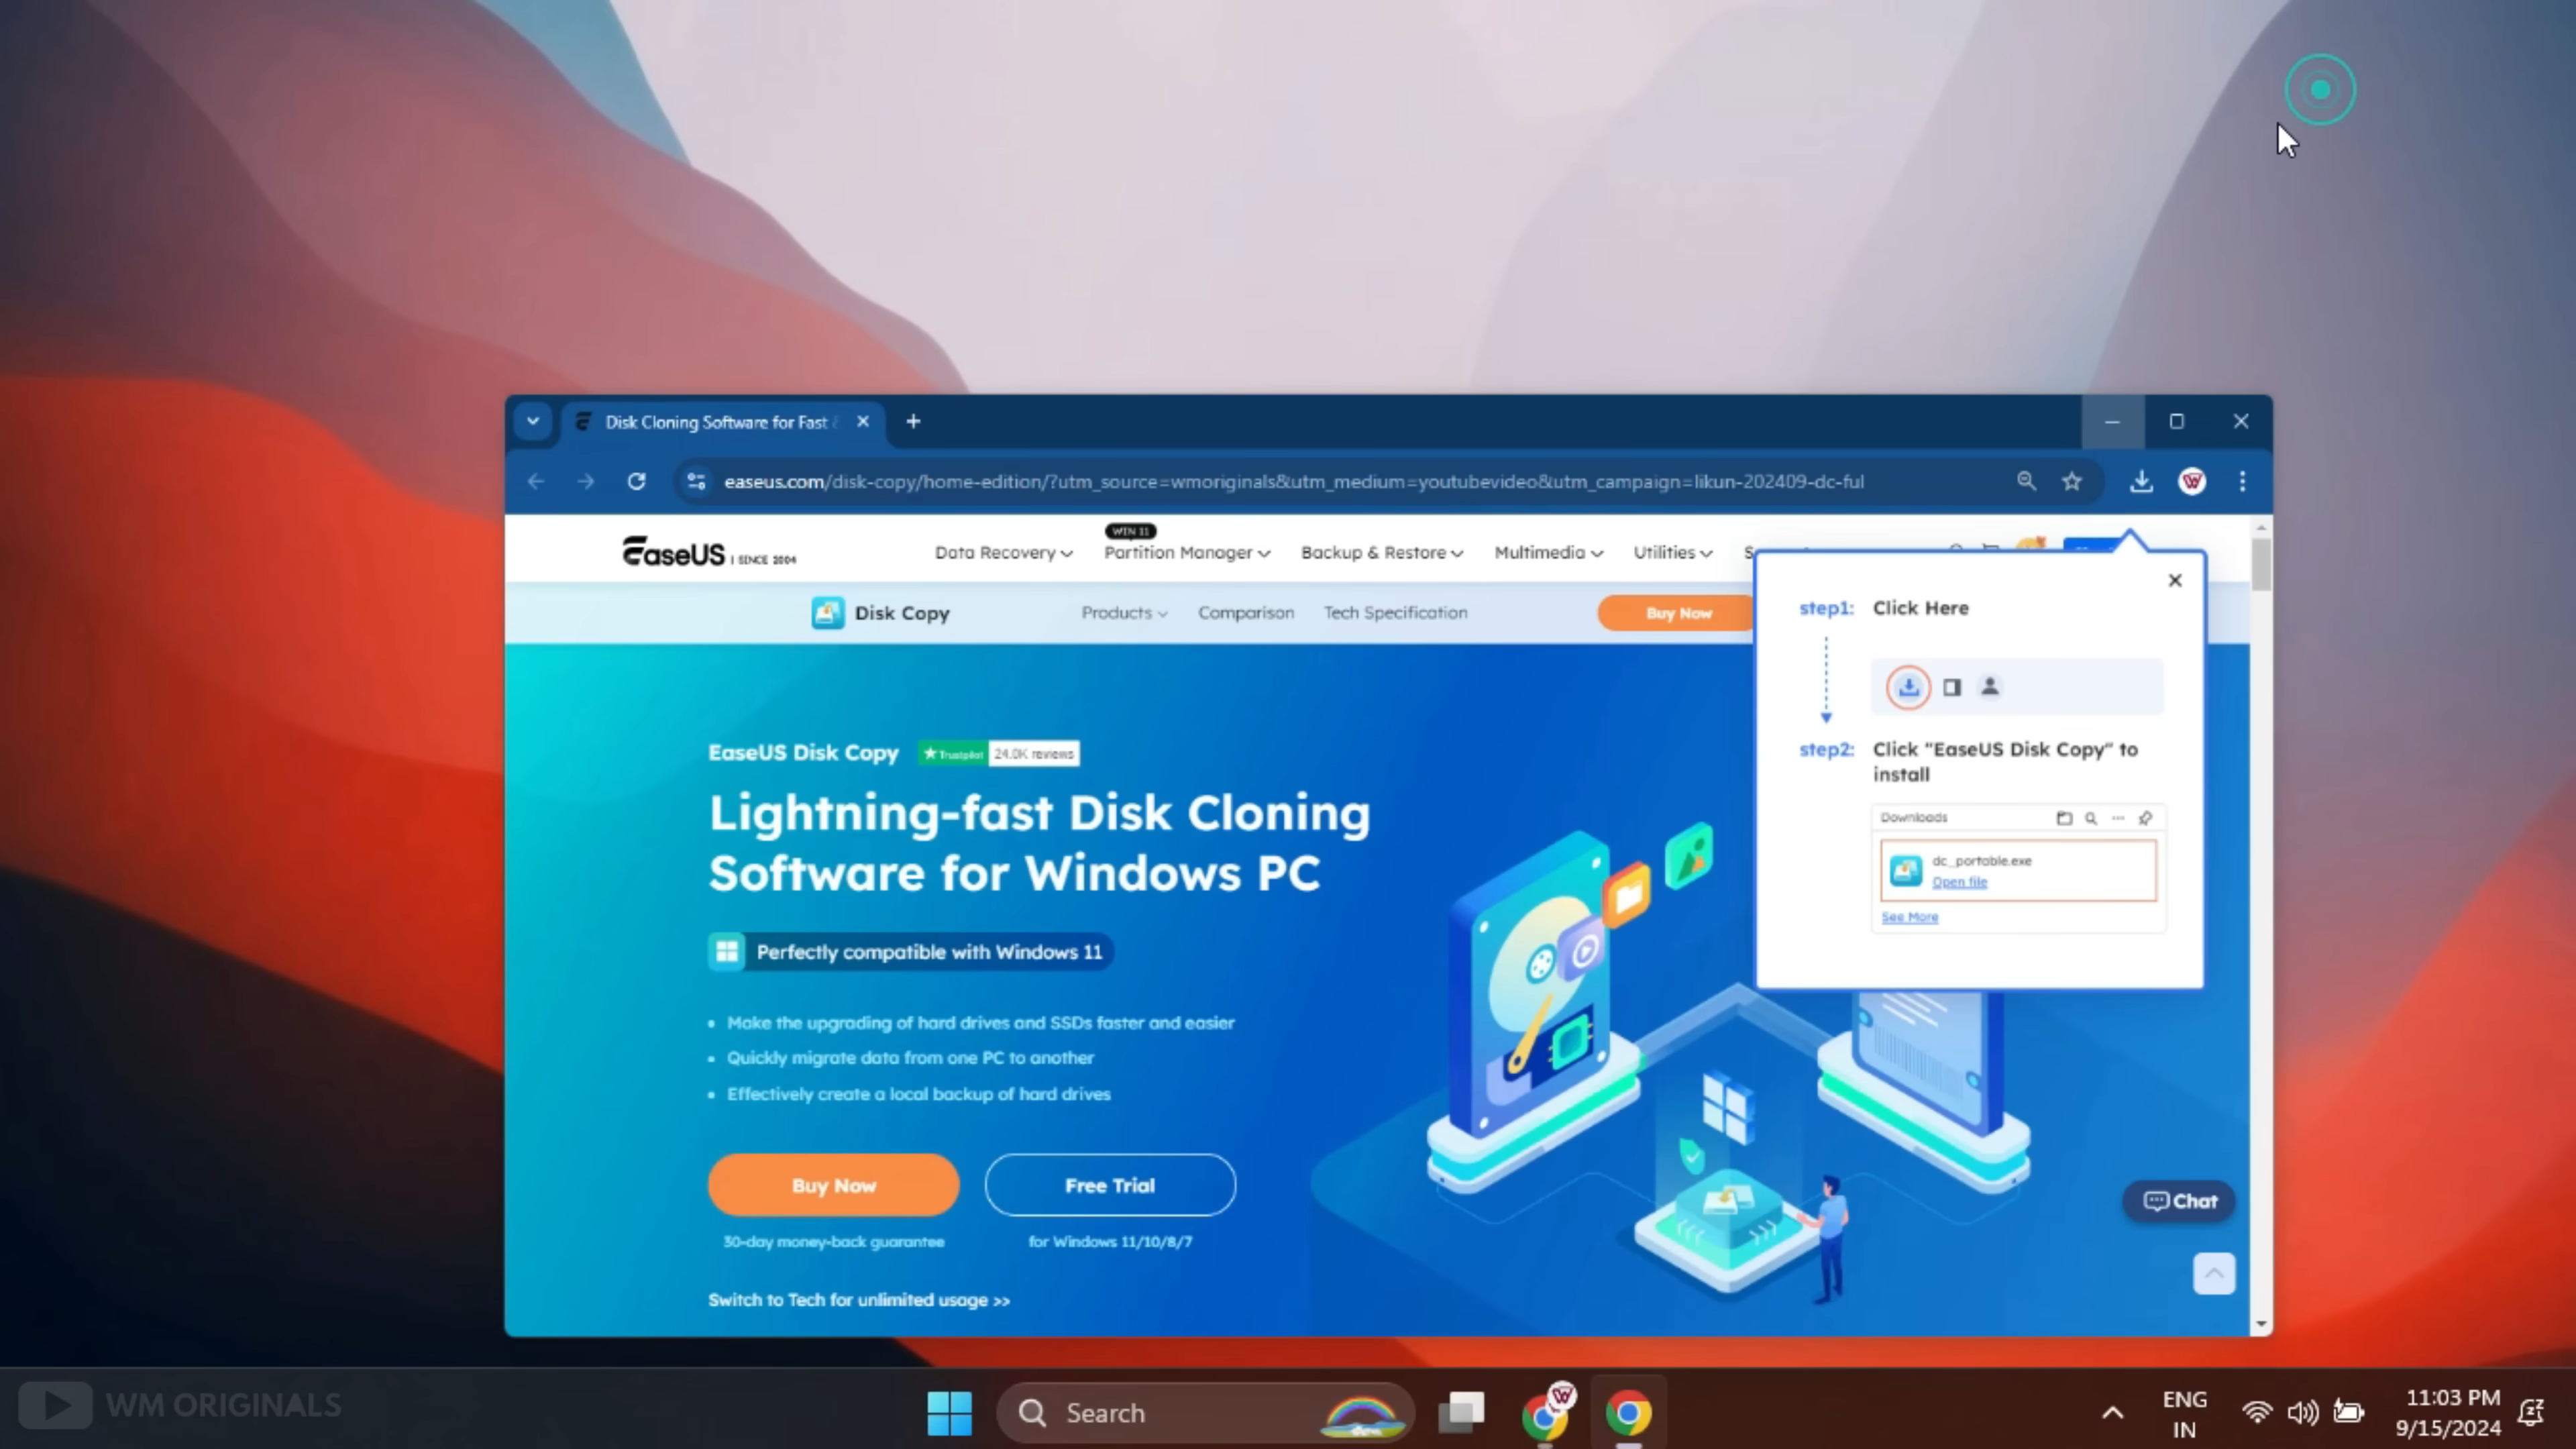 Disk Cloning Software for Fast
easeus.com/disk-copy/home-edition/?utm_source=wmoriginals&utm_medium=youtubevideo&utm_campaign=likun-202409-dc-ful
EaseUS | SINCE 2004
Data Recovery
WIN 11
Partition Manager
Backup & Restore
Multimedia
Utilities
Disk Copy
Products
Comparison
Tech Specification
Buy Now
step1: Click Here
step2: Click "EaseUS Disk Copy" to
install
Downloads
dc_portable.exe
Open file
See More
EaseUS Disk Copy
Trustpilot 24.0K reviews
Lightning-fast Disk Cloning
Software for Windows PC
Perfectly compatible with Windows 11
• Make the upgrading of hard drives and SSDs faster and easier
• Quickly migrate data from one PC to another
• Effectively create a local backup of hard drives
Buy Now
Free Trial
30-day money-back guarantee
for Windows 11/10/8/7
Switch to Tech for unlimited usage >>
Chat
WM ORIGINALS
Search
ENG
IN
11:03 PM
9/15/2024